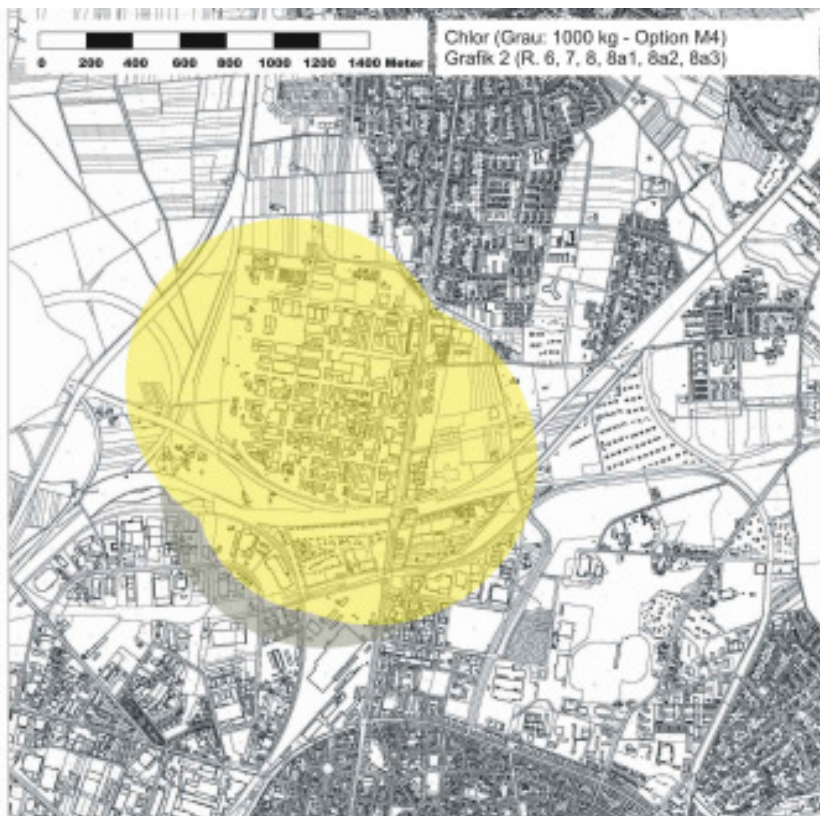 0 200 400 600 800 1000 1200 1400 Meter
Chlor (Grau: 1000 kg - Option M4)
Grafik 2 (R. 6, 7, 8, 8a1, 8a2, 8a3)